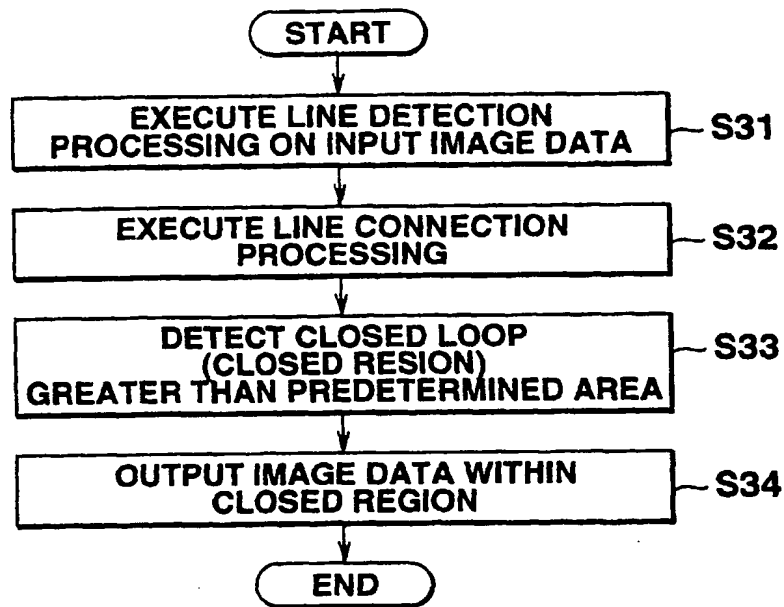 START
EXECUTE LINE DETECTION
PROCESSING ON INPUT IMAGE DATA
S31
EXECUTE LINE CONNECTION
PROCESSING
S32
DETECT CLOSED LOOP
(CLOSED RESION)
GREATER THAN PREDETERMINED AREA
S33
OUTPUT IMAGE DATA WITHIN
CLOSED REGION
S34
END